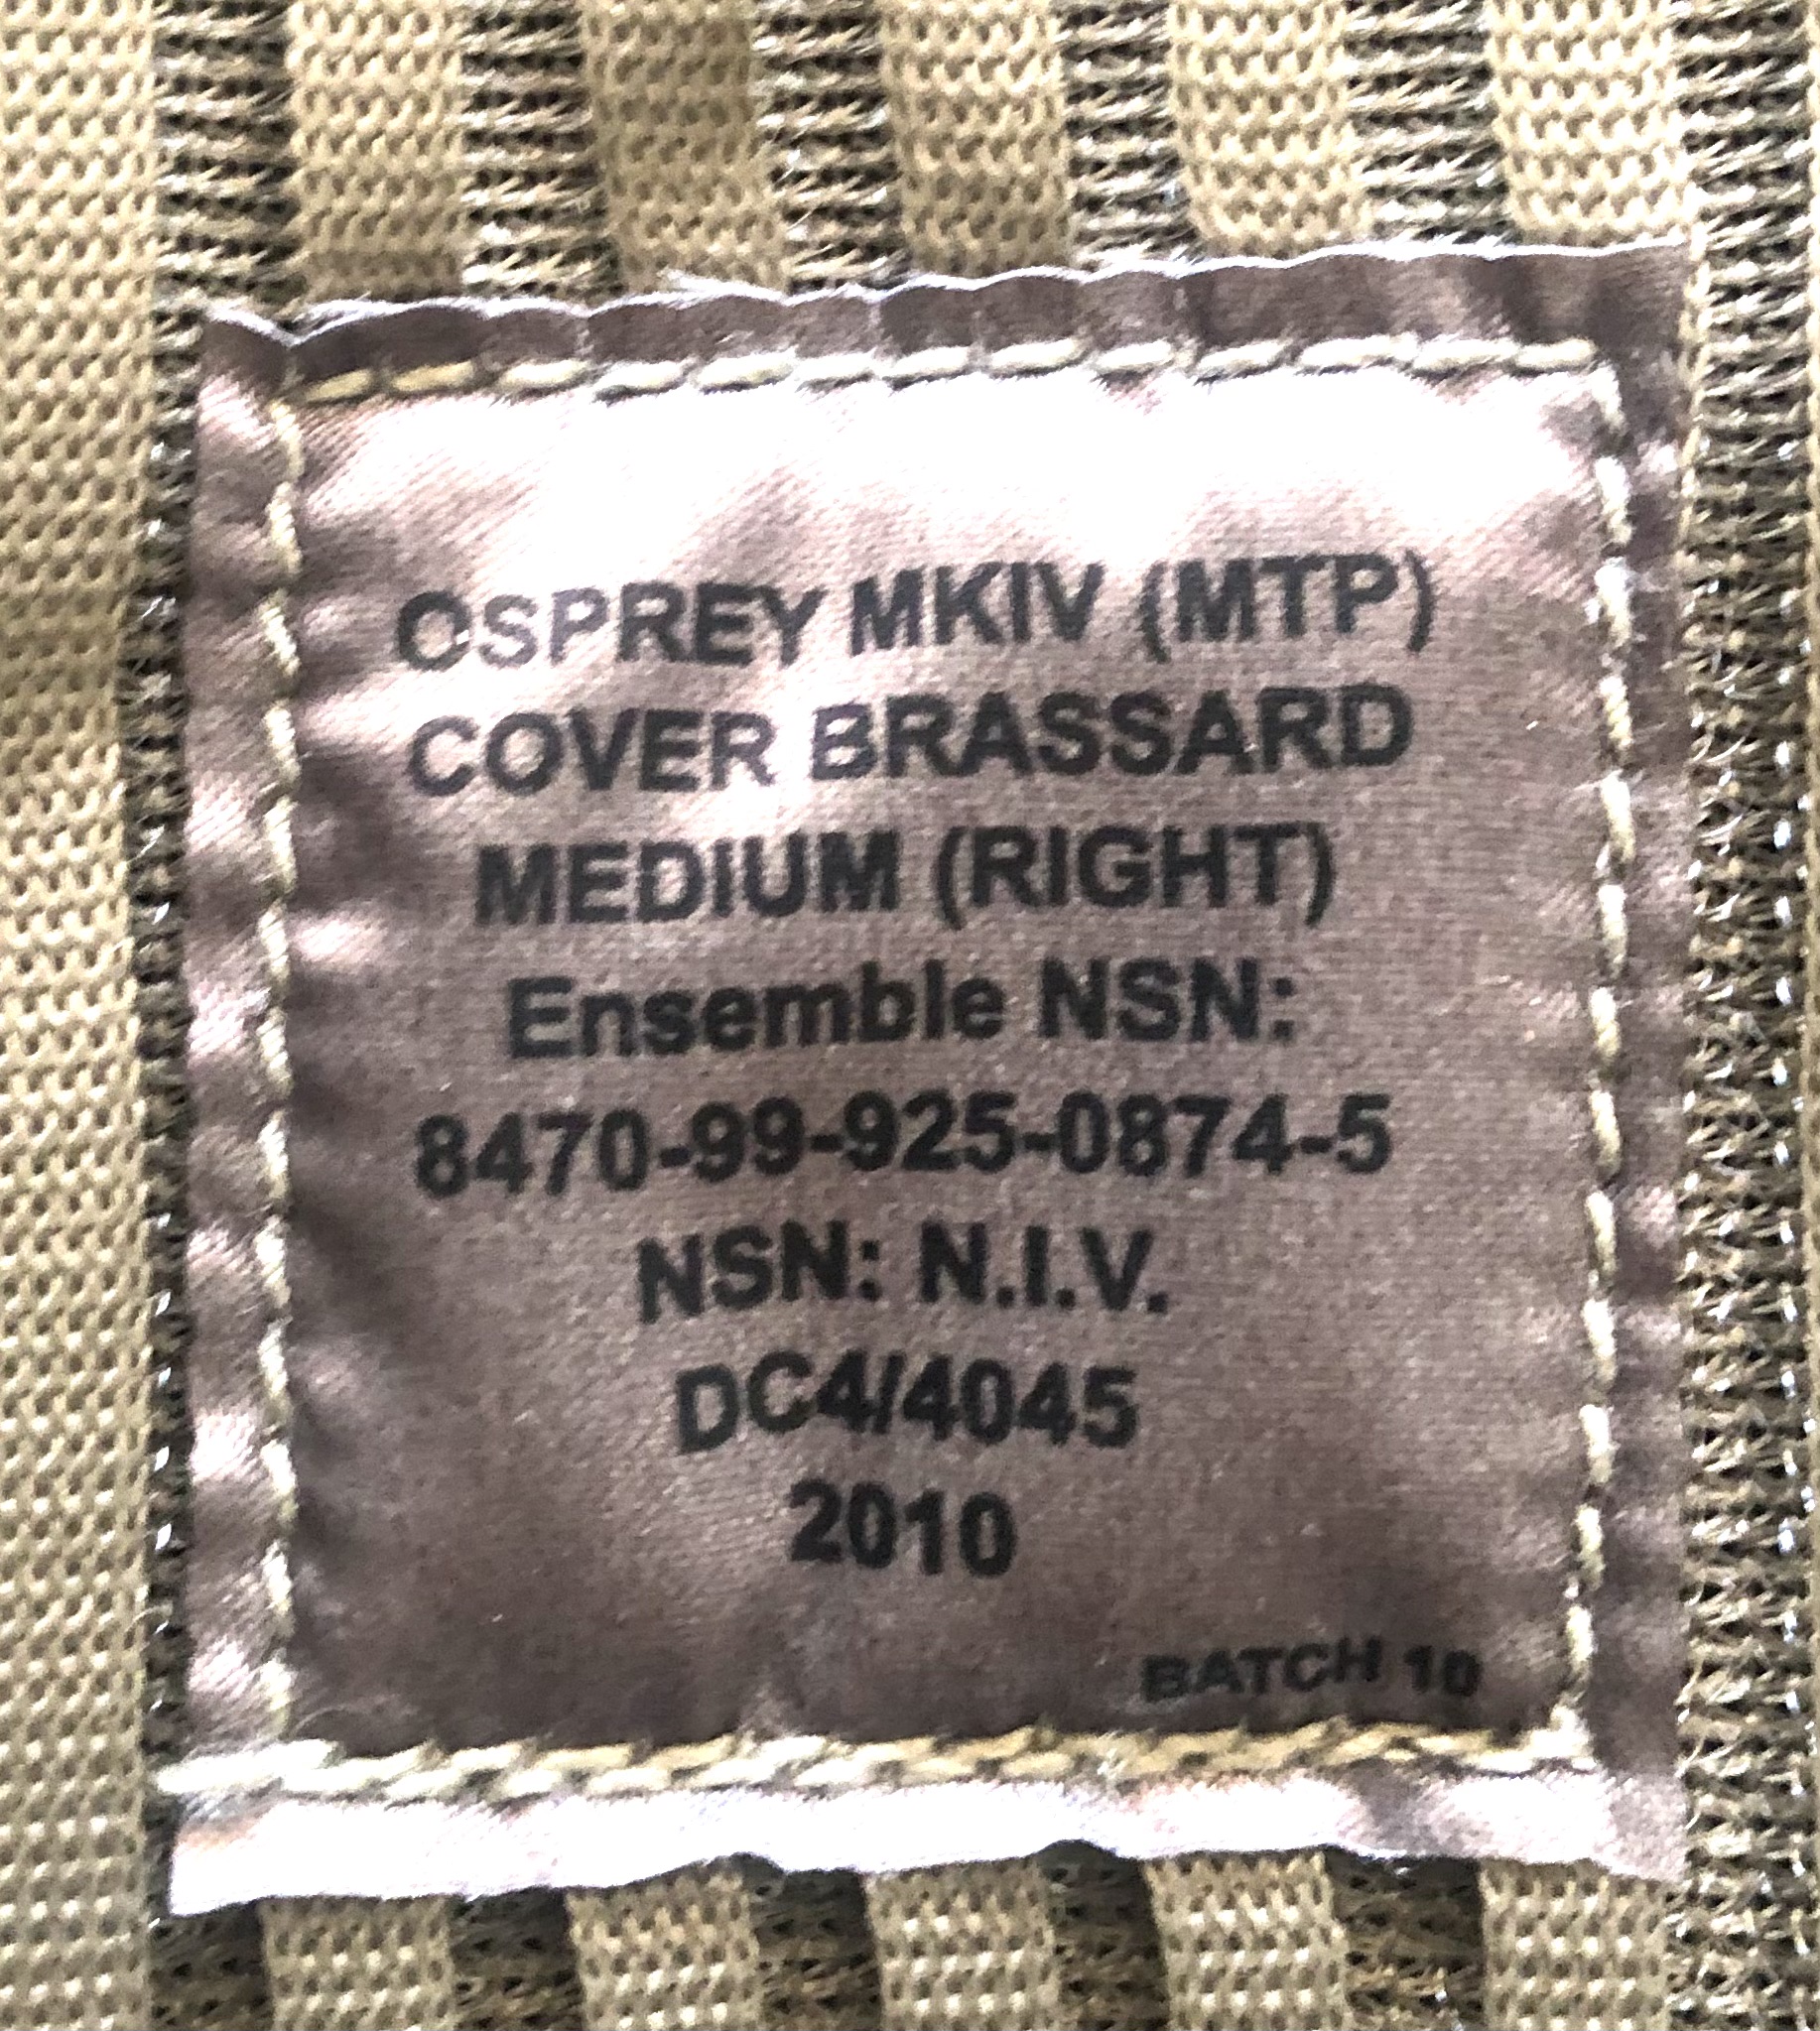 OSPREY MKIV (MTP)
COVER BRASSARD
MEDIUM (RIGHT)
Ensemble NSN:
8470-99-925-0874-5
NSN: N.I.V.
DC4/4045
2010
BATCH 10